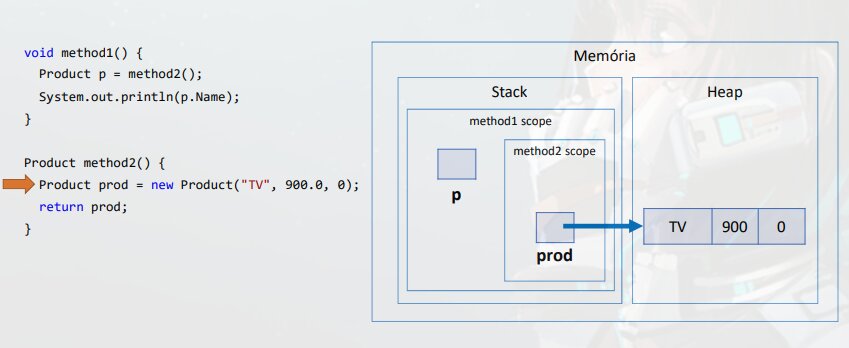 void method1() {
Product p = method2();
System.out.println(p.Name);
}
Product method2() {
Product prod = new Product("TV", 900.0, 0);
return prod;
}
Memória
Stack
Heap
method1 scope
method2 scope
p
prod
TV 900 0